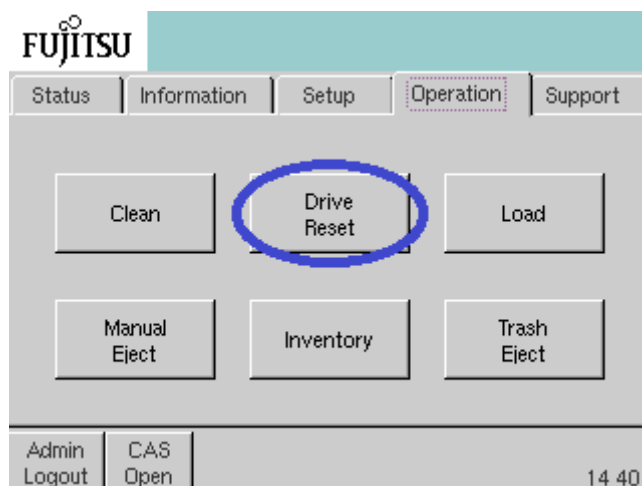 FUJITSU
Status Information Setup Operation Support
Clean
Drive
Reset
Load
Manual
Eject
Inventory
Trash
Eject
Admin
Logout
CAS
Open
14 40